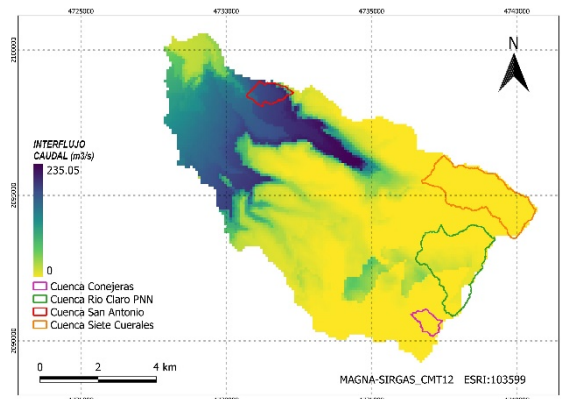 4725000 4730000 4735000 4740000
2100000
N
INTERFLUJO
CAUDAL (m3/s)
235.05
2095000
0
Cuenca Conejeras
Cuenca Rio Claro PNN
Cuenca San Antonio
Cuenca Siete Cuerales
2090000
0 2 4 km
MAGNA-SIRGAS_CMT12 ESRI:103599